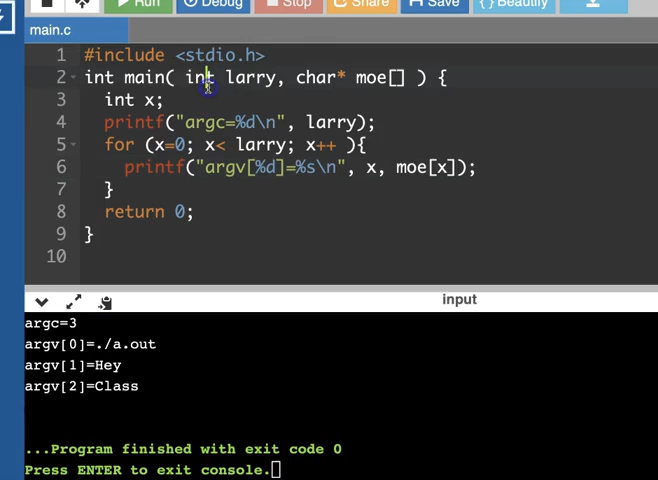 Run Debug Stop Share Save { } Beautify
main.c
1 #include <stdio.h>
2 int main( int larry, char* moe[] ) {
3 int x;
4 printf("argc=%d\n", larry);
5 for (x=0; x< larry; x++ ){
6 printf("argv[%d]=%s\n", x, moe[x]);
7 }
8 return 0;
9 }
10
input
argc=3
argv[0]=./a.out
argv[1]=Hey
argv[2]=Class
...Program finished with exit code 0
Press ENTER to exit console.